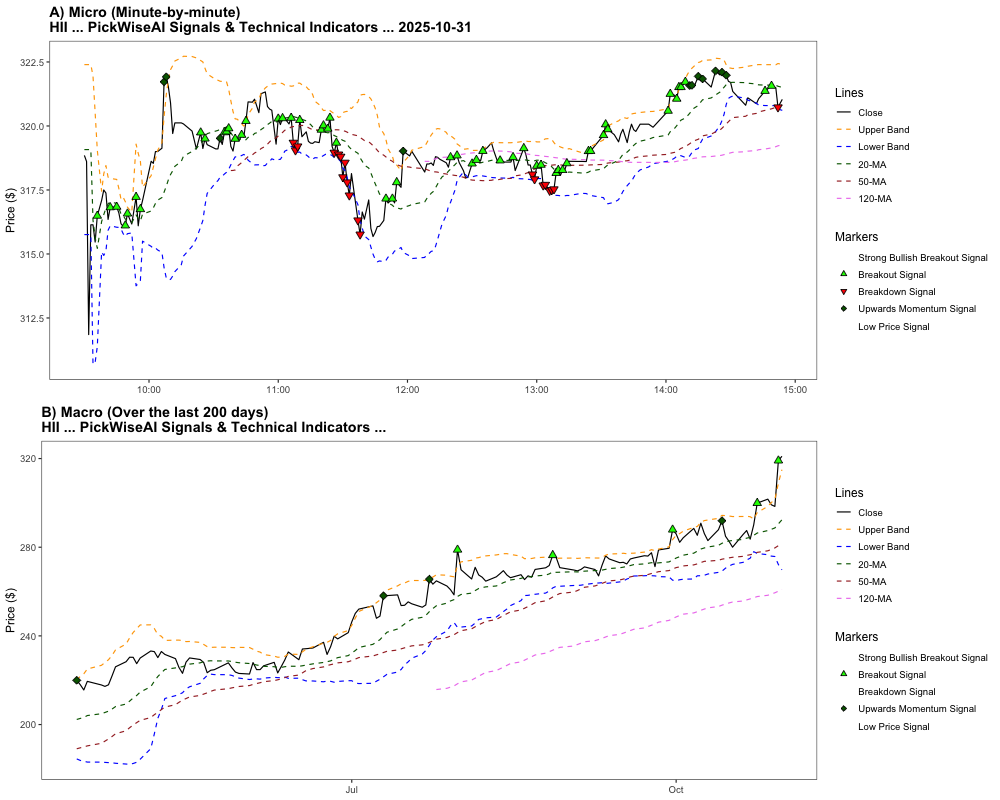 A) Micro (Minute-by-minute)
HII ... PickWiseAI Signals & Technical Indicators ... 2025-10-31
322.5
320.0
317.5
315.0
312.5
Price ($)
10:00
11:00
12:00
13:00
14:00
15:00
Lines
Close
Upper Band
Lower Band
20-MA
50-MA
120-MA
Markers
Strong Bullish Breakout Signal
Breakout Signal
Breakdown Signal
Upwards Momentum Signal
Low Price Signal
B) Macro (Over the last 200 days)
HII ... PickWiseAI Signals & Technical Indicators ...
320
280
240
200
Price ($)
Jul
Oct
Lines
Close
Upper Band
Lower Band
20-MA
50-MA
120-MA
Markers
Strong Bullish Breakout Signal
Breakout Signal
Breakdown Signal
Upwards Momentum Signal
Low Price Signal